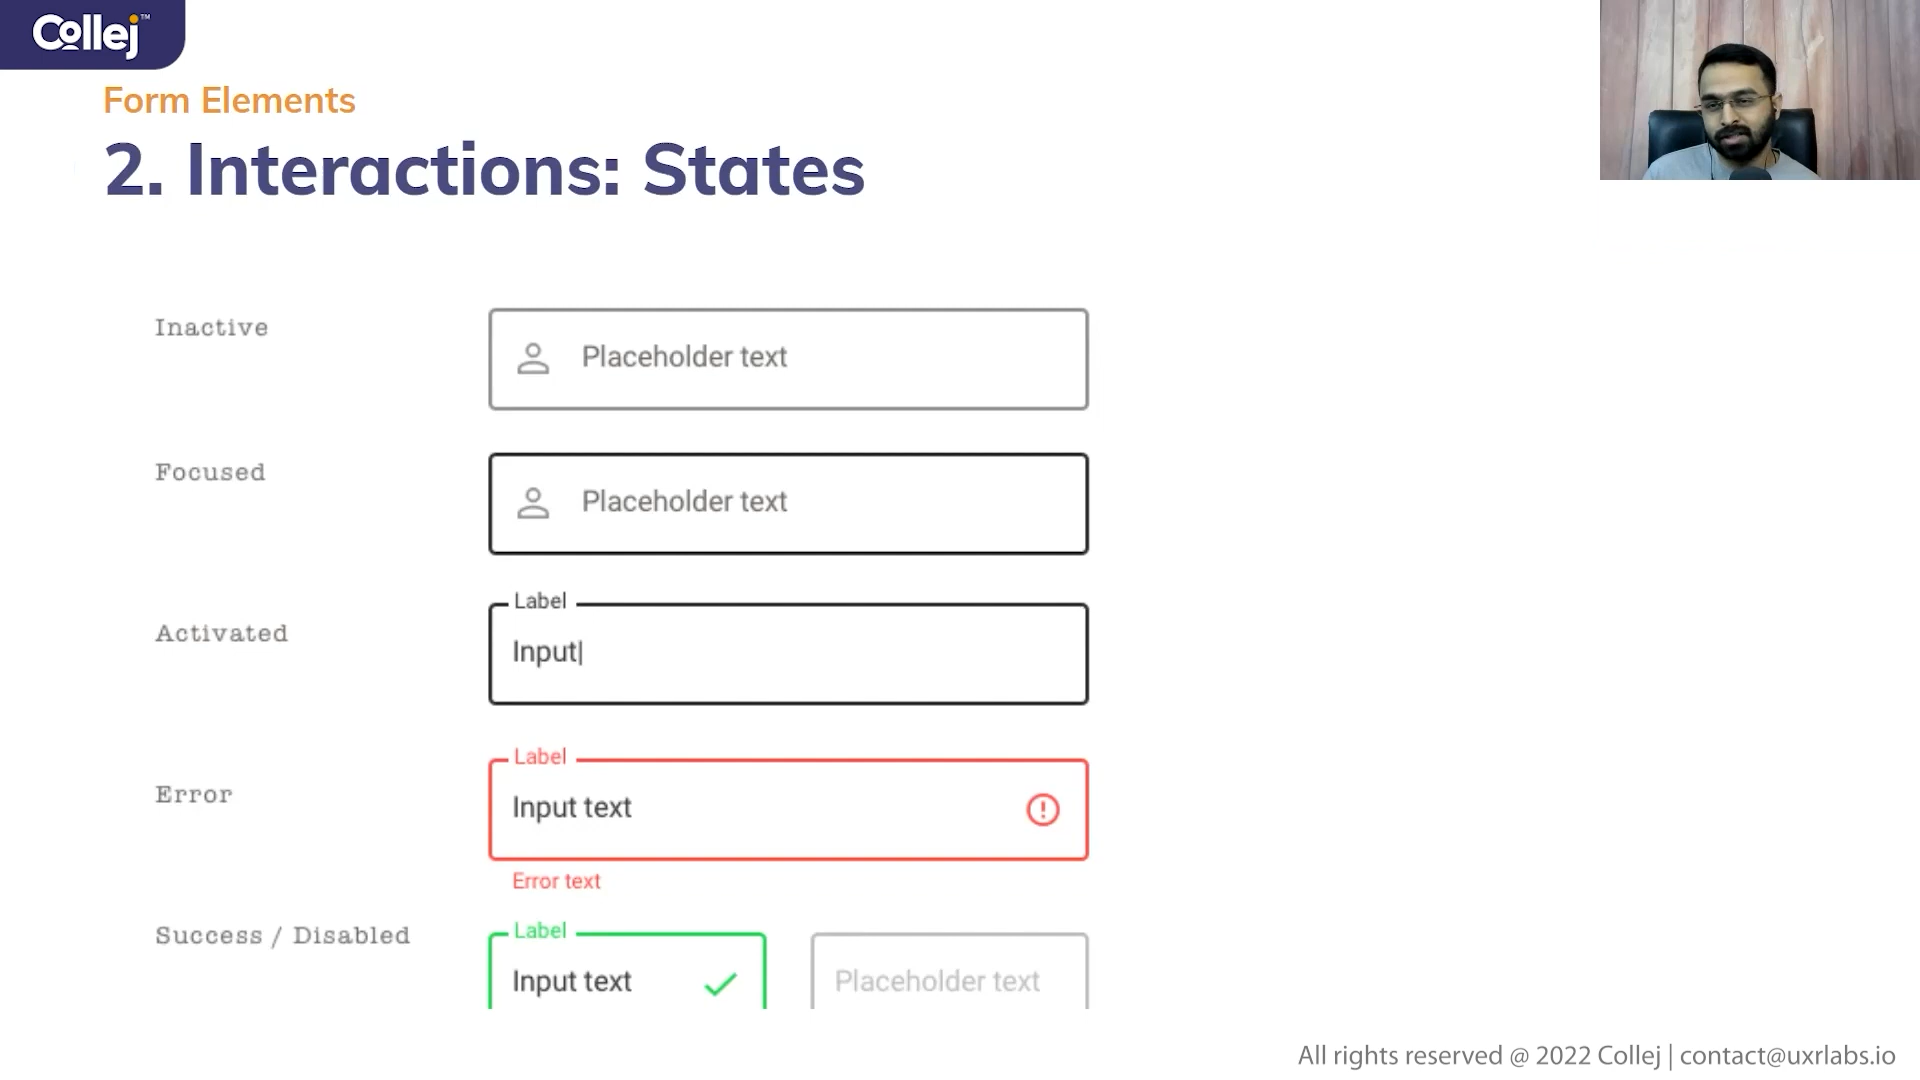 Collej™
Form Elements
2. Interactions: States
Inactive
Placeholder text
Focused
Placeholder text
Activated
Label
Input|
Error
Label
Input text
Error text
Success / Disabled
Label
Input text
Placeholder text
All rights reserved @ 2022 Collej | contact@uxrlabs.io